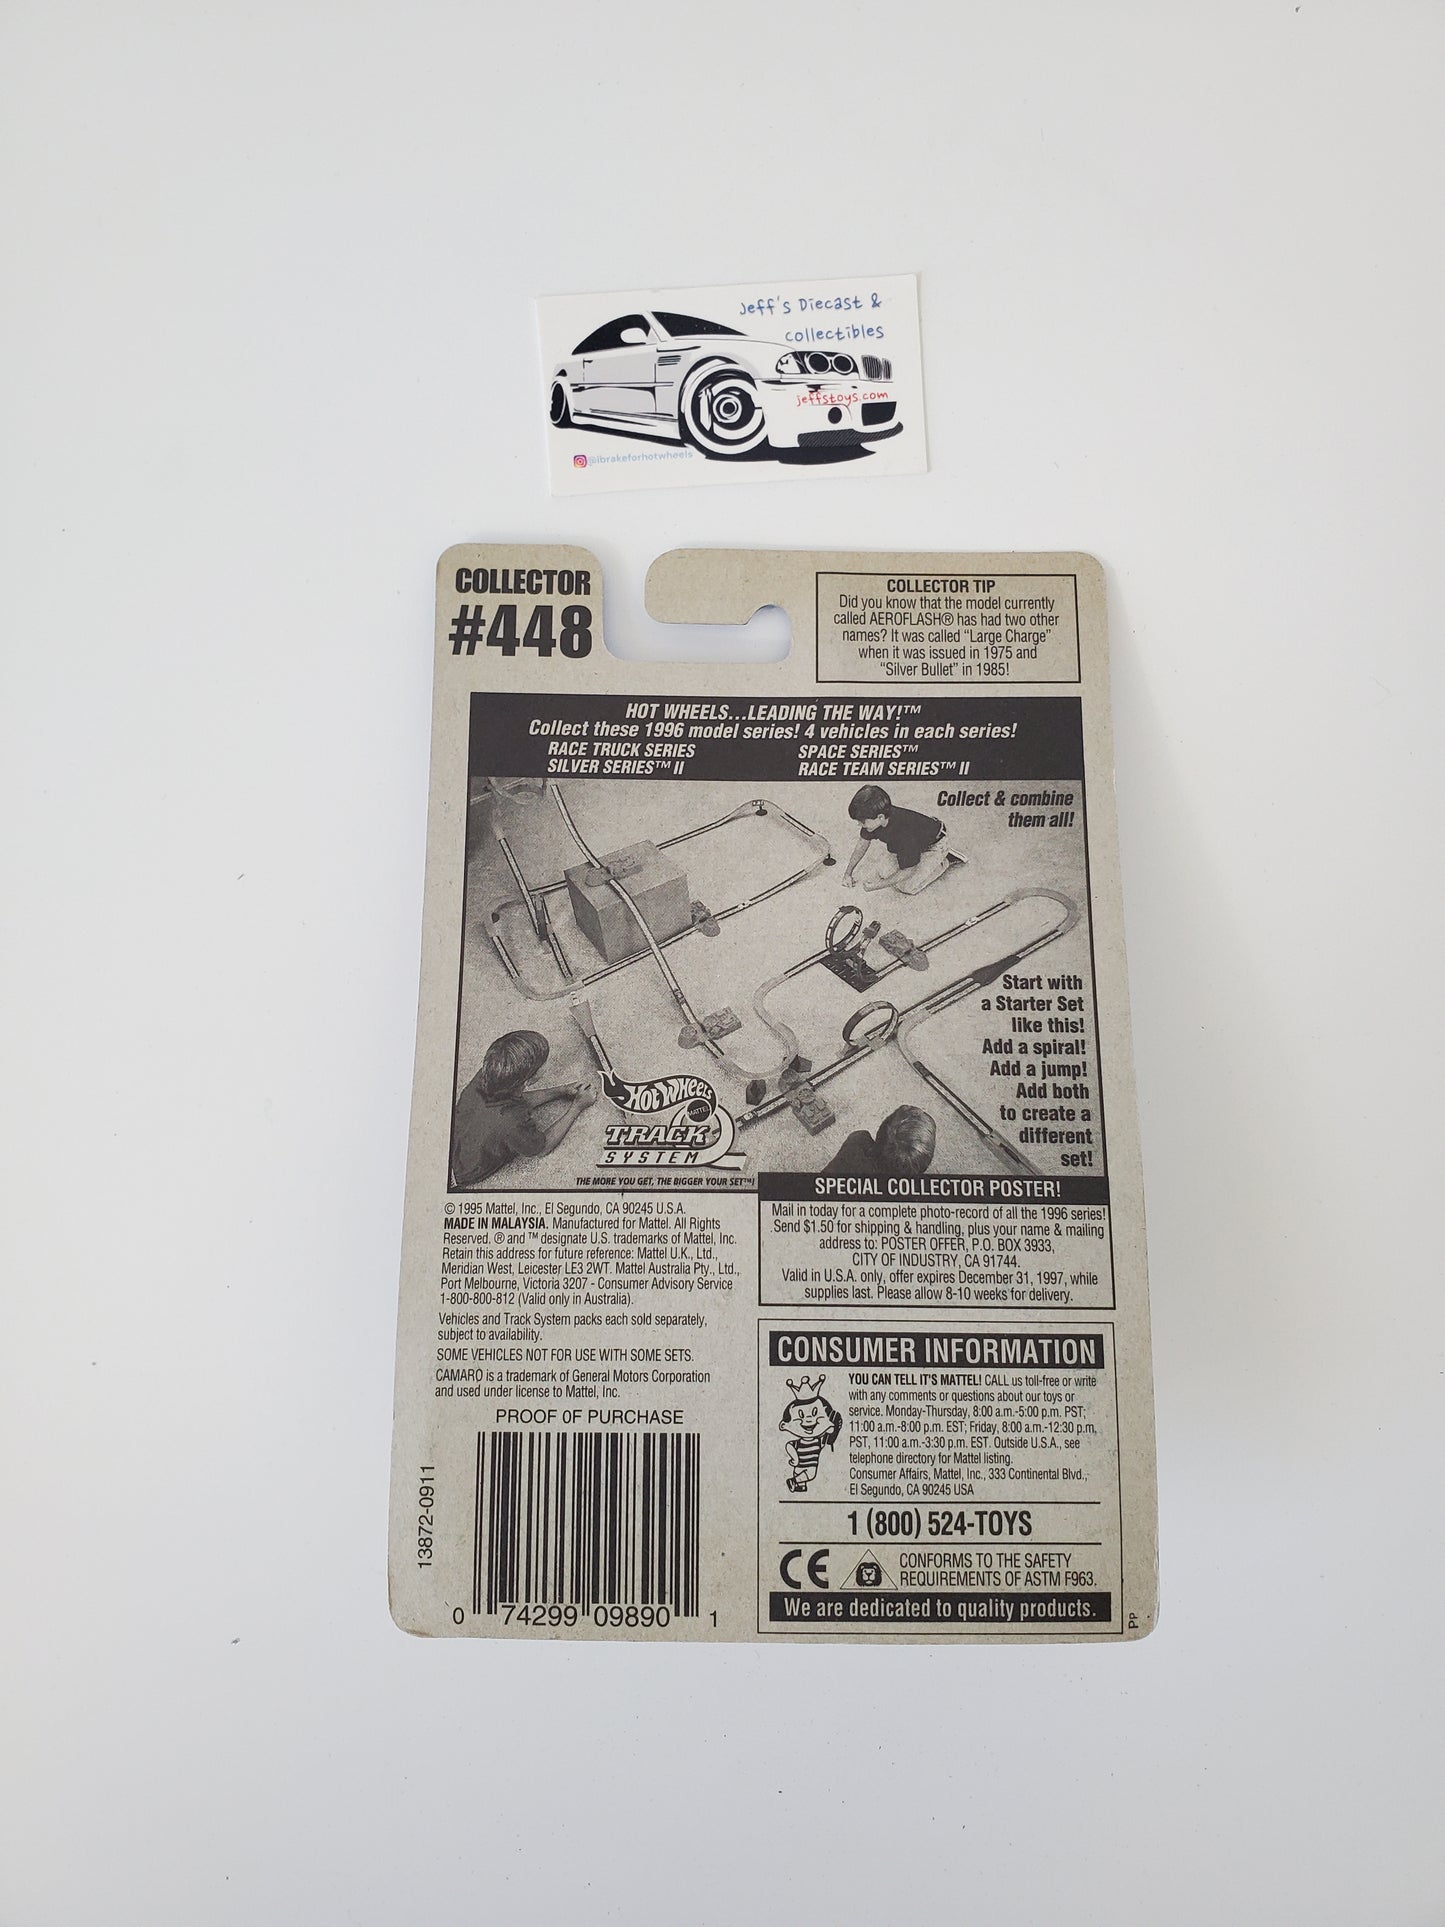 Jeff's Diecast &
collectibles
jeffstoys.com
@ibrakeforhotwheels
COLLECTOR
#448
COLLECTOR TIP
Did you know that the model currently
called AEROFLASH® has had two other
names? It was called "Large Charge"
when it was issued in 1975 and
"Silver Bullet" in 1985!
HOT WHEELS...LEADING THE WAY!™
Collect these 1996 model series! 4 vehicles in each series!
RACE TRUCK SERIES
SILVER SERIES™ II
SPACE SERIES™
RACE TEAM SERIES™ II
Collect & combine
them all!
Start with
a Starter Set
like this!
Add a spiral!
Add a jump!
Add both
to create a
different
set!
HOT WHEELS
MATTEL
TRACK
SYSTEM
THE MORE YOU GET, THE BIGGER YOUR SET™!
© 1995 Mattel, Inc., El Segundo, CA 90245 U.S.A.
MADE IN MALAYSIA. Manufactured for Mattel. All Rights
Reserved. ® and ™ designate U.S. trademarks of Mattel, Inc.
Retain this address for future reference: Mattel U.K., Ltd.,
Meridian West, Leicester LE3 2WT. Mattel Australia Pty., Ltd.,
Port Melbourne, Victoria 3207 - Consumer Advisory Service
1-800-800-812 (Valid only in Australia).
Vehicles and Track System packs each sold separately,
subject to availability.
SOME VEHICLES NOT FOR USE WITH SOME SETS.
CAMARO is a trademark of General Motors Corporation
and used under license to Mattel, Inc.
PROOF OF PURCHASE
13872-0911
0 74299 09890 1
SPECIAL COLLECTOR POSTER!
Mail in today for a complete photo-record of all the 1996 series!
Send $1.50 for shipping & handling, plus your name & mailing
address to: POSTER OFFER, P.O. BOX 3933,
CITY OF INDUSTRY, CA 91744.
Valid in U.S.A. only, offer expires December 31, 1997, while
supplies last. Please allow 8-10 weeks for delivery.
CONSUMER INFORMATION
YOU CAN TELL IT'S MATTEL! CALL us toll-free or write
with any comments or questions about our toys or
service. Monday-Thursday, 8:00 a.m.-5:00 p.m. PST;
11:00 a.m.-8:00 p.m. EST; Friday, 8:00 a.m.-12:30 p.m.
PST, 11:00 a.m.-3:30 p.m. EST. Outside U.S.A., see
telephone directory for Mattel listing.
Consumer Affairs, Mattel, Inc., 333 Continental Blvd.,
El Segundo, CA 90245 USA
1 (800) 524-TOYS
CE
CONFORMS TO THE SAFETY
REQUIREMENTS OF ASTM F963.
We are dedicated to quality products.
PP